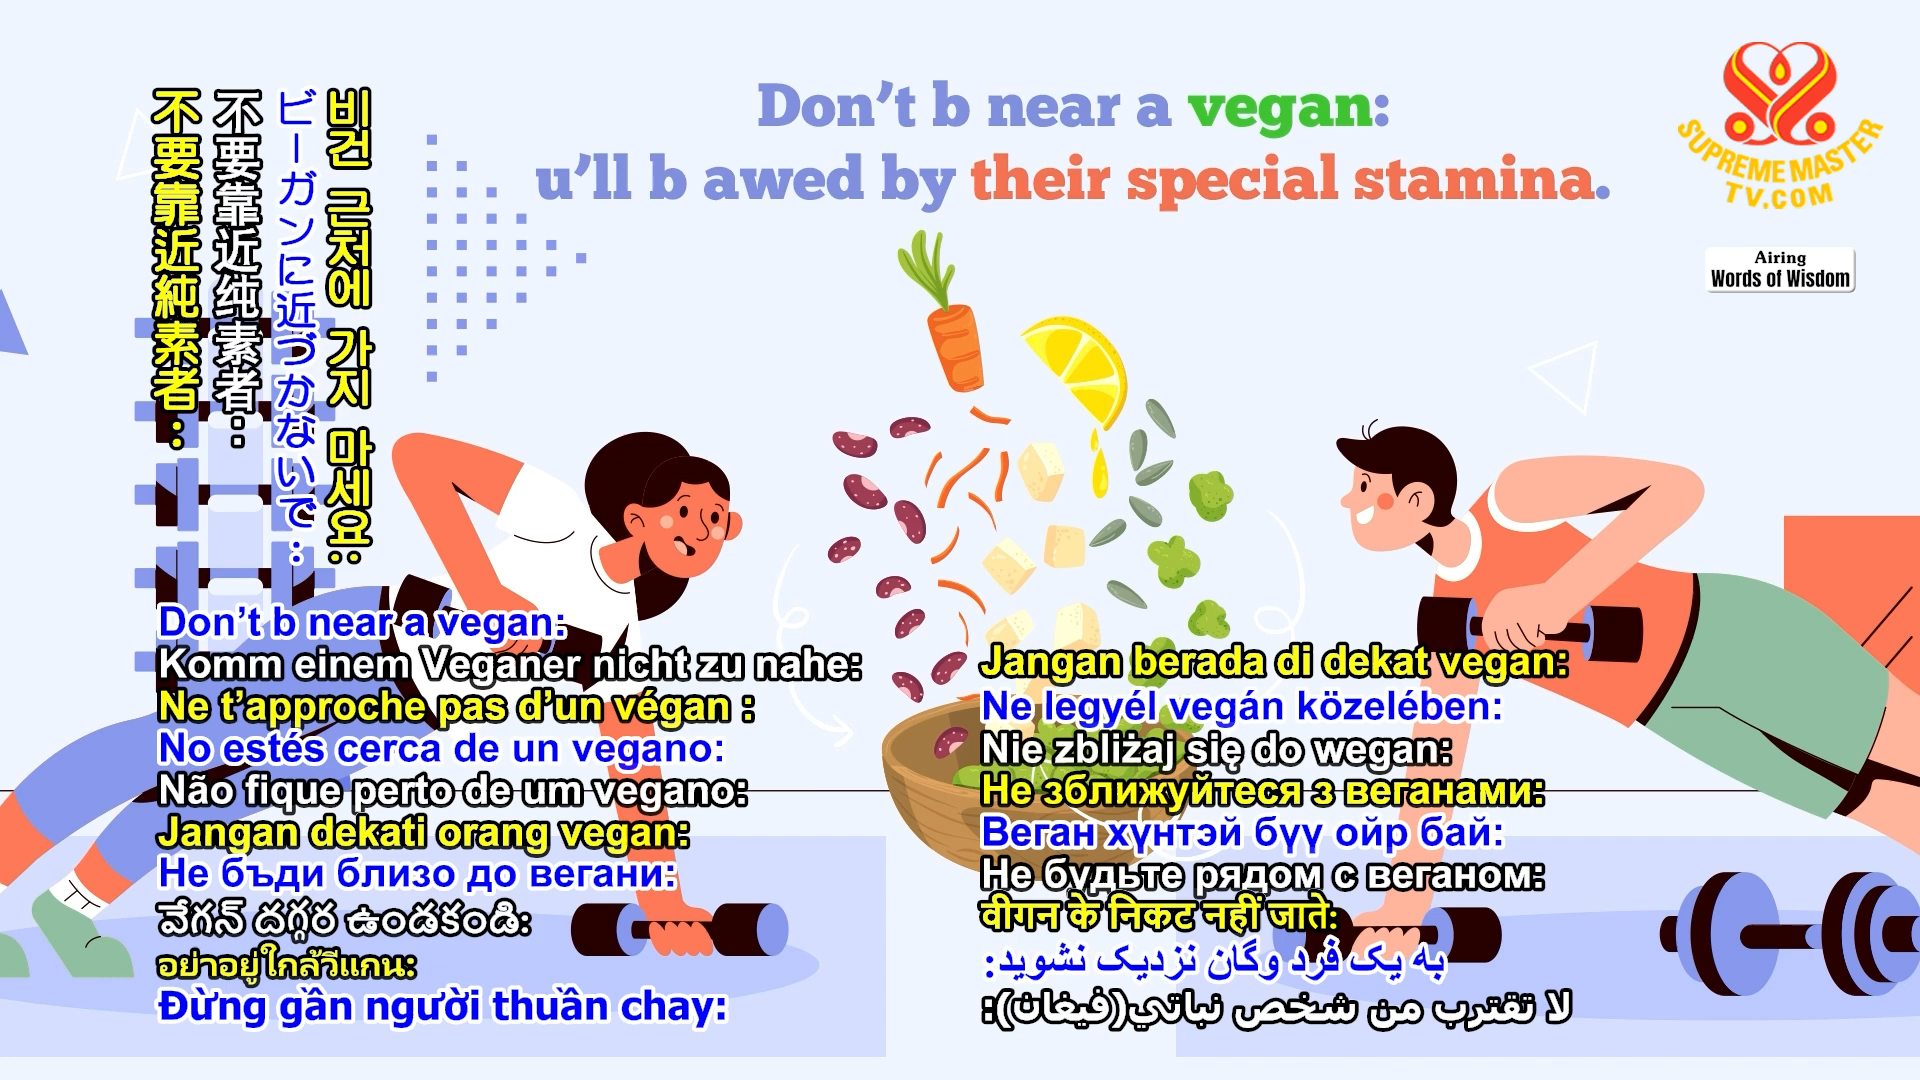 Don't b near a vegan:
u'll b awed by their special stamina.
SUPREME MASTER
TV.COM
Airing
Words of Wisdom
不要靠近純素者：
不要靠近纯素者：
ビーガンに近づかないで：
비건 근처에 가지 마세요:
Don't b near a vegan:
Komm einem Veganer nicht zu nahe:
Ne t'approche pas d'un végan :
No estés cerca de un vegano:
Não fique perto de um vegano:
Jangan dekati orang vegan:
Не бъди близо до вегани:
వేగన్ దగ్గర ఉండకండి:
อย่าอยู่ใกล้วีแกน:
Đừng gần người thuần chay:
Jangan berada di dekat vegan:
Ne legyél vegán közelében:
Nie zbliżaj się do wegan:
Не зближуйтеся з веганами:
Веган хүнтэй бүү ойр бай:
Не будьте рядом с веганом:
वीगन के निकट नहीं जाते:
به یک فرد وگان نزدیک نشوید:
لا تقترب من شخص نباتي(فيغان):